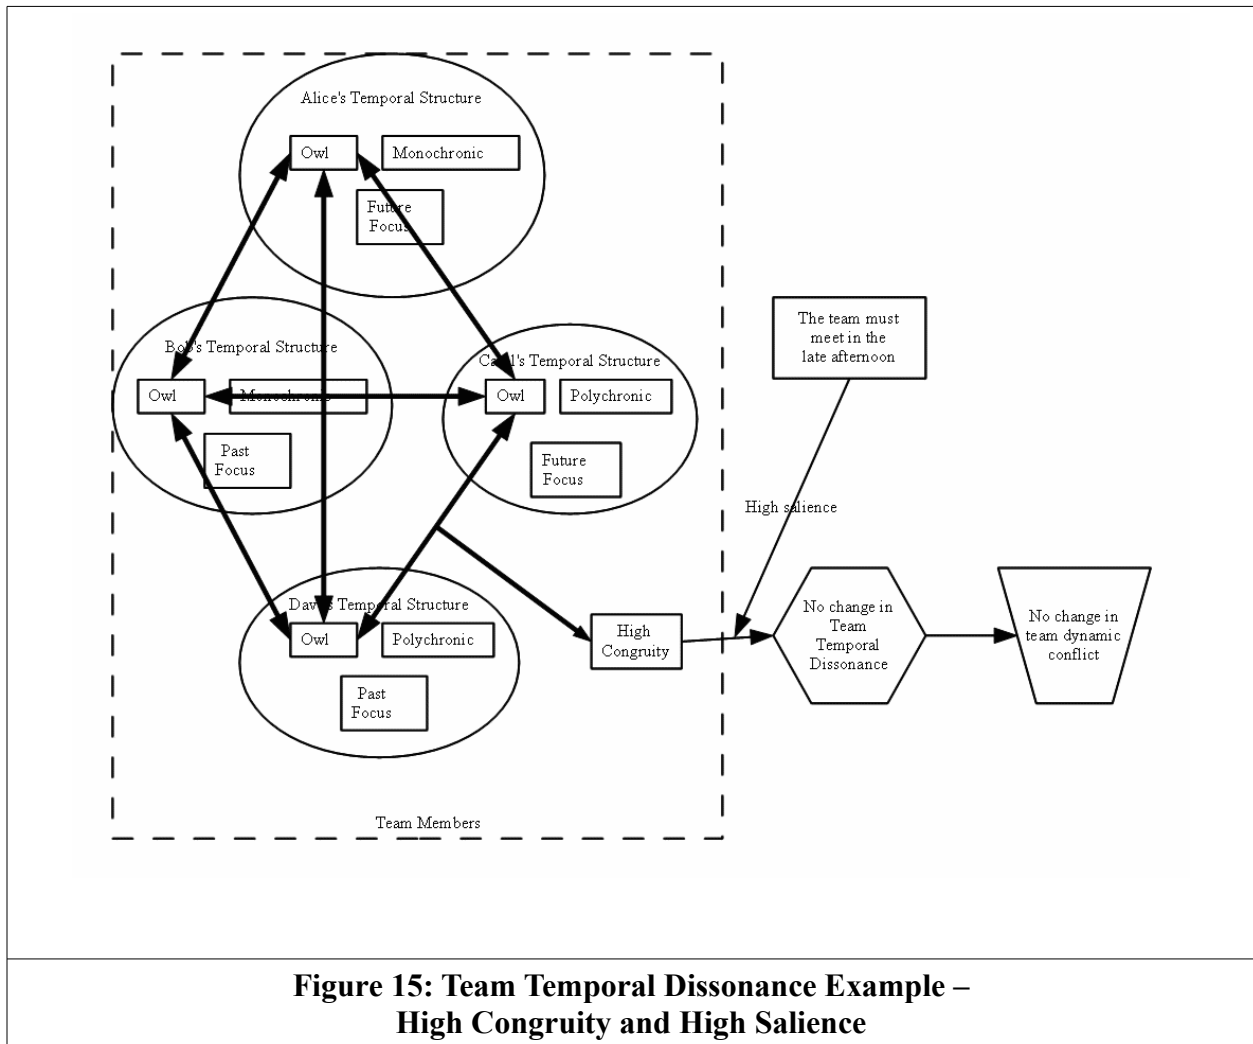 Alice's Temporal Structure
Owl
Monochronic
Future
Focus
Bob's Temporal Structure
Owl
Monochronic
Past
Focus
Carol's Temporal Structure
Owl
Polychronic
Future
Focus
Dave's Temporal Structure
Owl
Polychronic
Past
Focus
Team Members
High
Congruity
The team must
meet in the
late afternoon
High salience
No change in
Team
Temporal
Dissonance
No change in
team dynamic
conflict
Figure 15: Team Temporal Dissonance Example –
High Congruity and High Salience